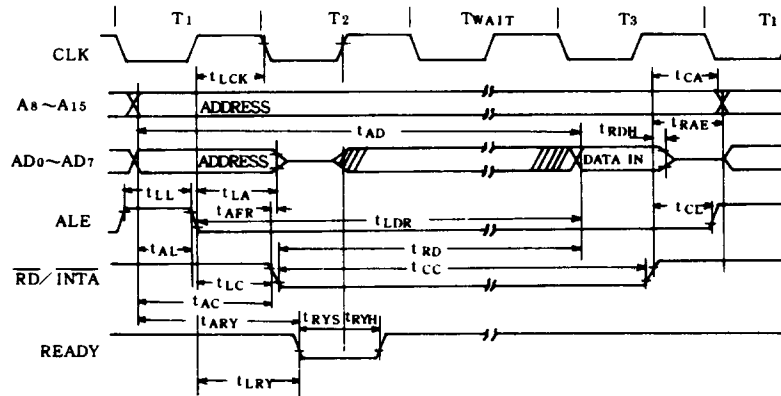 T1 T2 TWAIT T3 T1
CLK
tLCK tCA
A8~A15 ADDRESS
tAD tRDH tRAE
AD0~AD7 ADDRESS DATA IN
tLL tLA
tAFR tCL
ALE tLDR
tAL tRD
RD/INTA tLC tCC
tAC
tARY tRYS tRYH
READY
tLRY